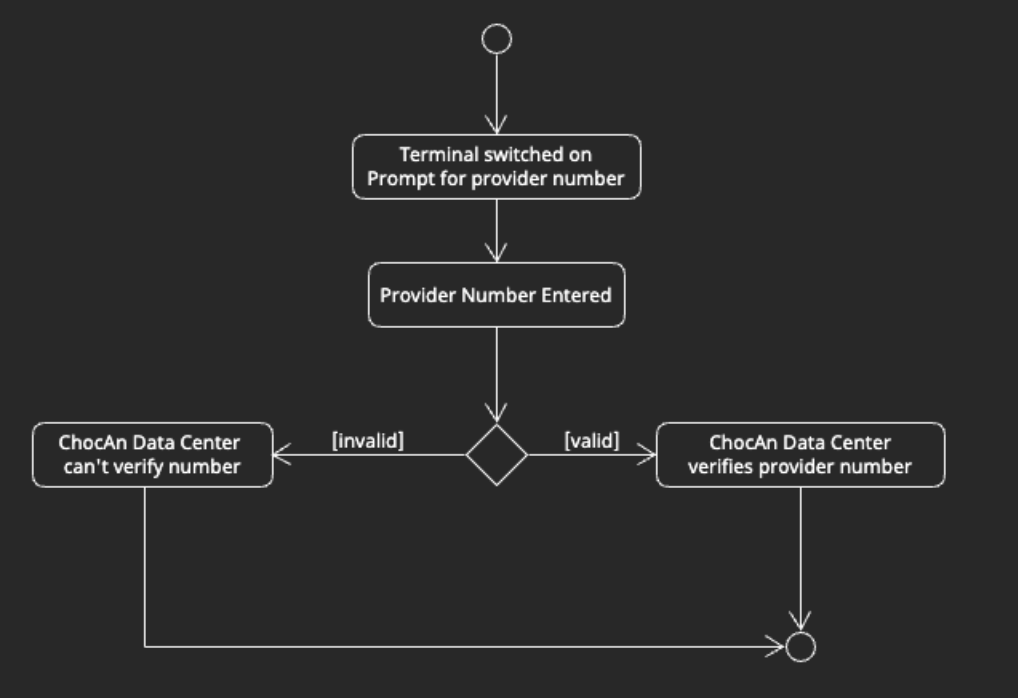 Terminal switched on
Prompt for provider number
Provider Number Entered
[invalid]
[valid]
ChocAn Data Center
can't verify number
ChocAn Data Center
verifies provider number